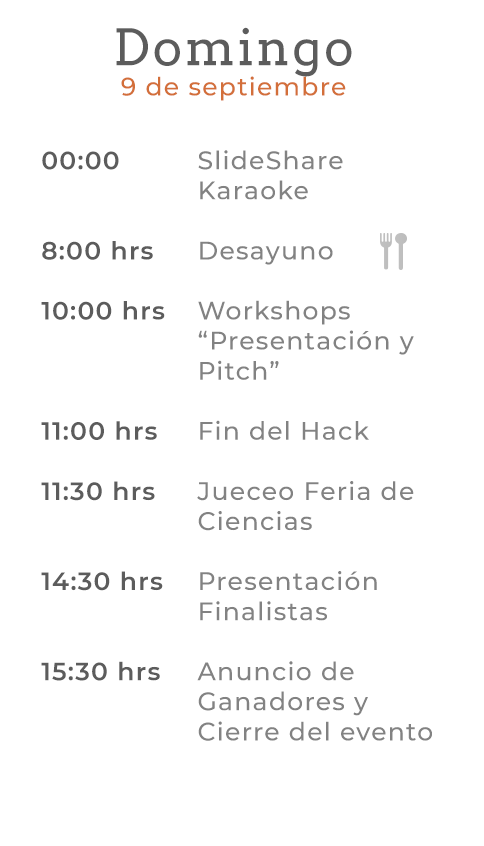 Domingo
9 de septiembre
00:00 SlideShare
Karaoke
8:00 hrs Desayuno
10:00 hrs Workshops
“Presentación y
Pitch”
11:00 hrs Fin del Hack
11:30 hrs Jueceo Feria de
Ciencias
14:30 hrs Presentación
Finalistas
15:30 hrs Anuncio de
Ganadores y
Cierre del evento